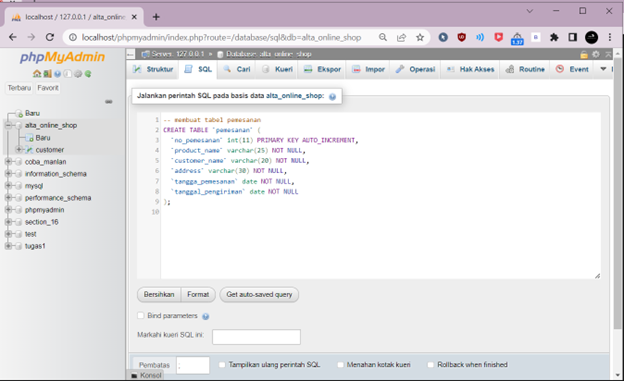 localhost / 127.0.0.1 / alta_onlin
localhost/phpmyadmin/index.php?route=/database/sql&db=alta_online_shop
1.37
phpMyAdmin
Terbaru Favorit
Baru
alta_online_shop
Baru
customer
coba_manlan
information_schema
mysql
performance_schema
phpmyadmin
section_16
test
tugas1
Server: 127.0.0.1 » Database: alta_online_shop
Struktur SQL Cari Kueri Ekspor Impor Operasi Hak Akses Routine Event
Jalankan perintah SQL pada basis data alta_online_shop:
1 -- membuat tabel pemesanan
2 CREATE TABLE `pemesanan` (
3 `no_pemesanan` int(11) PRIMARY KEY AUTO_INCREMENT,
4 `product_name` varchar(25) NOT NULL,
5 `customer_name` varchar(20) NOT NULL,
6 `address` varchar(30) NOT NULL,
7 `tangga_pemesanan` date NOT NULL,
8 `tanggal_pengiriman` date NOT NULL
9 );
10
Bersihkan Format Get auto-saved query
Bind parameters
Markahi kueri SQL ini:
Pembatas ; Tampilkan ulang perintah SQL Menahan kotak kueri Rollback when finished
Konsol